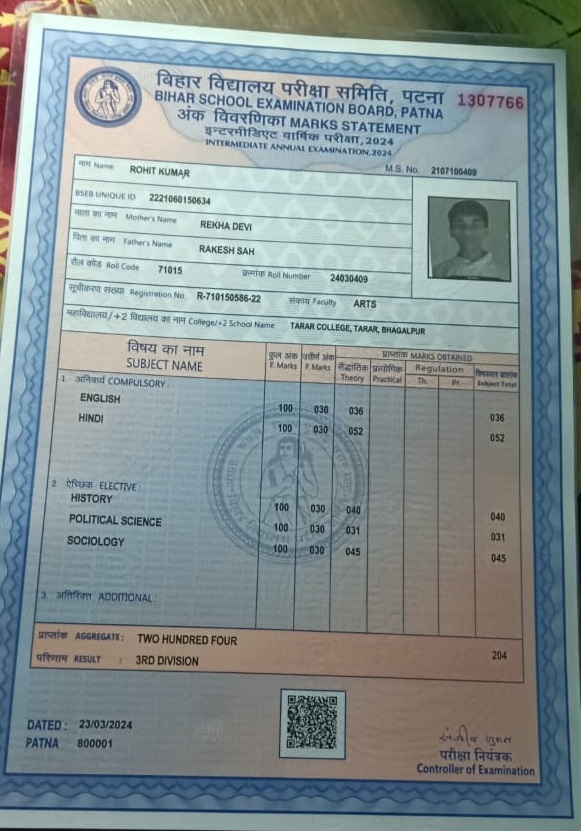 बिहार विद्यालय परीक्षा समिति, पटना
BIHAR SCHOOL EXAMINATION BOARD, PATNA
1307766
अंक विवरणिका MARKS STATEMENT
इन्टरमीडिएट वार्षिक परीक्षा, 2024
INTERMEDIATE ANNUAL EXAMINATION, 2024
नाम Name ROHIT KUMAR M.S. No. 2107100409
BSEB UNIQUE ID 2221060150634
माता का नाम Mother's Name REKHA DEVI
पिता का नाम Father's Name RAKESH SAH
रौल कोड Roll Code 71015 क्रमांक Roll Number 24030409
सूचीकरण संख्या Registration No. R-710150586-22 संकाय Faculty ARTS
महाविद्यालय/+2 विद्यालय का नाम College/+2 School Name TARAR COLLEGE, TARAR, BHAGALPUR
विषय का नाम
SUBJECT NAME
कुल अंक F. Marks
उत्तीर्ण अंक P. Marks
प्राप्तांक MARKS OBTAINED
सैद्धांतिक Theory
प्रायोगिक Practical
Regulation
Th. Pr.
Subject Total
1. अनिवार्य COMPULSORY:
ENGLISH 100 030 036 036
HINDI 100 030 052 052
2. ऐच्छिक ELECTIVE:
HISTORY 100 030 040 040
POLITICAL SCIENCE 100 030 031 031
SOCIOLOGY 100 030 045 045
3. अतिरिक्त ADDITIONAL:
प्राप्तांक AGGREGATE: TWO HUNDRED FOUR 204
परिणाम RESULT : 3RD DIVISION
DATED : 23/03/2024
PATNA 800001
परीक्षा नियंत्रक
Controller of Examination